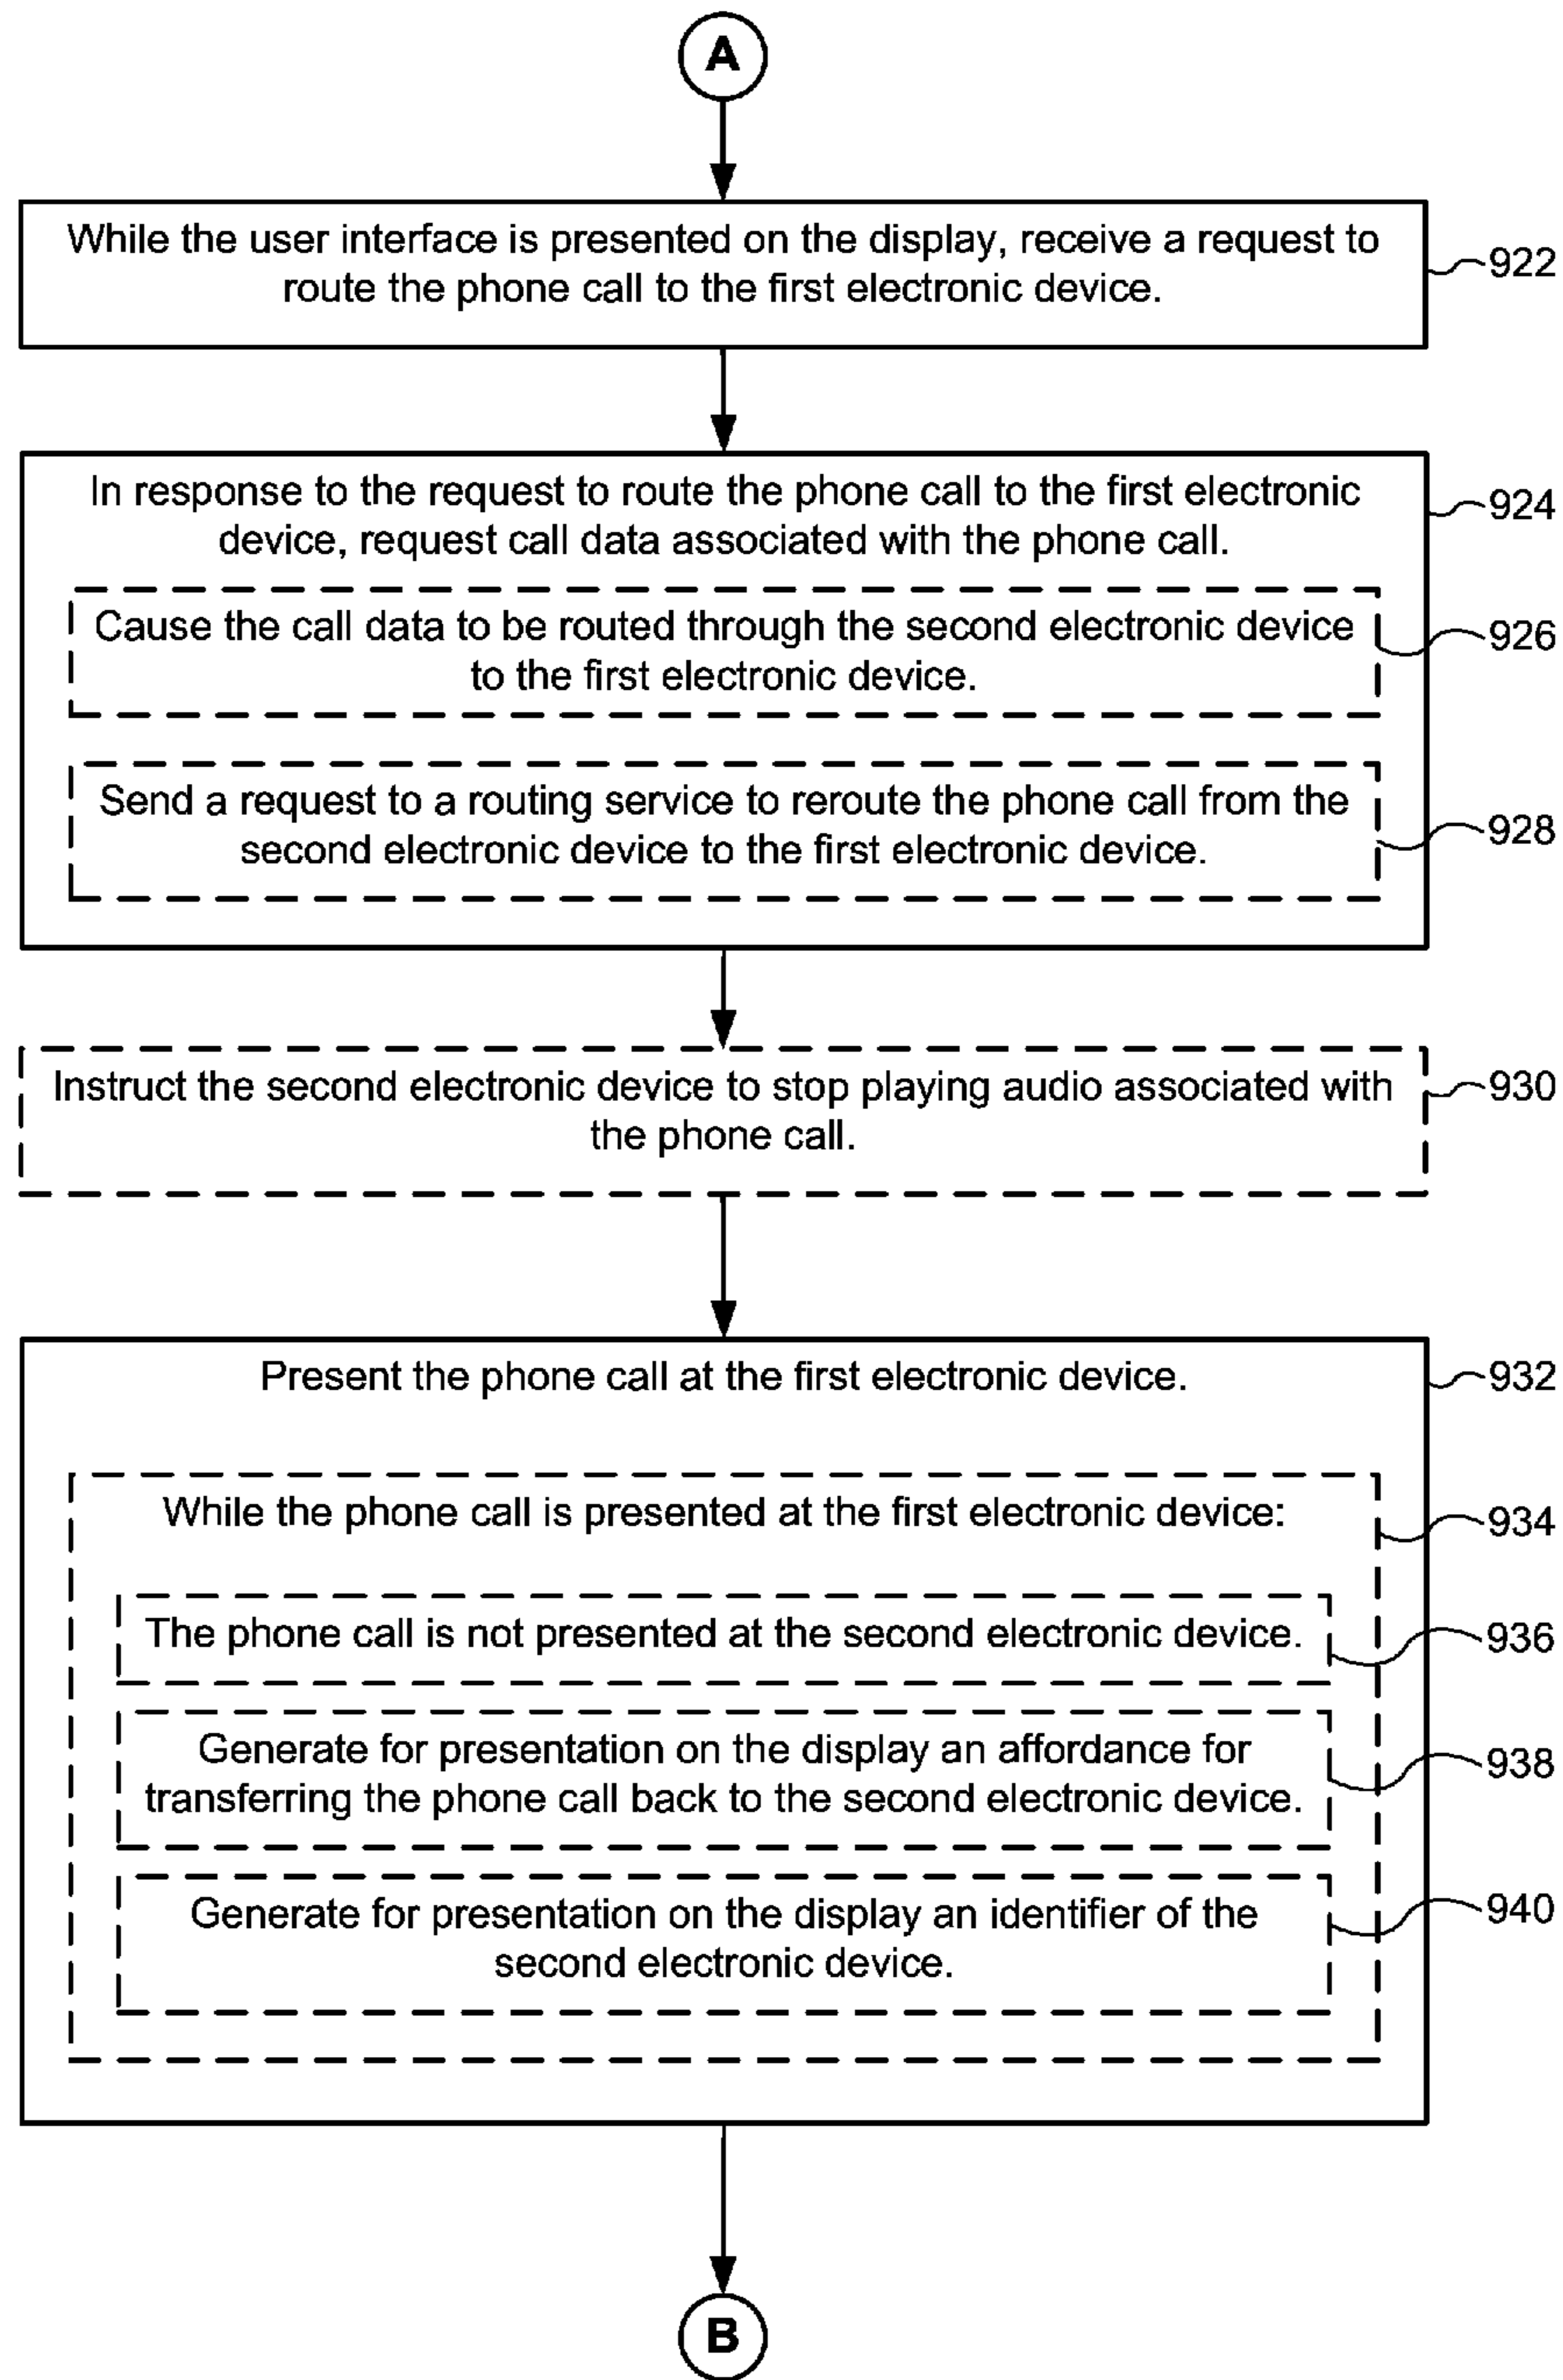 A
While the user interface is presented on the display, receive a request to
route the phone call to the first electronic device.
922
In response to the request to route the phone call to the first electronic
device, request call data associated with the phone call.
924
Cause the call data to be routed through the second electronic device
to the first electronic device.
926
Send a request to a routing service to reroute the phone call from the
second electronic device to the first electronic device.
928
Instruct the second electronic device to stop playing audio associated with
the phone call.
930
Present the phone call at the first electronic device.
932
While the phone call is presented at the first electronic device:
934
The phone call is not presented at the second electronic device.
936
Generate for presentation on the display an affordance for
transferring the phone call back to the second electronic device.
938
Generate for presentation on the display an identifier of the
second electronic device.
940
B